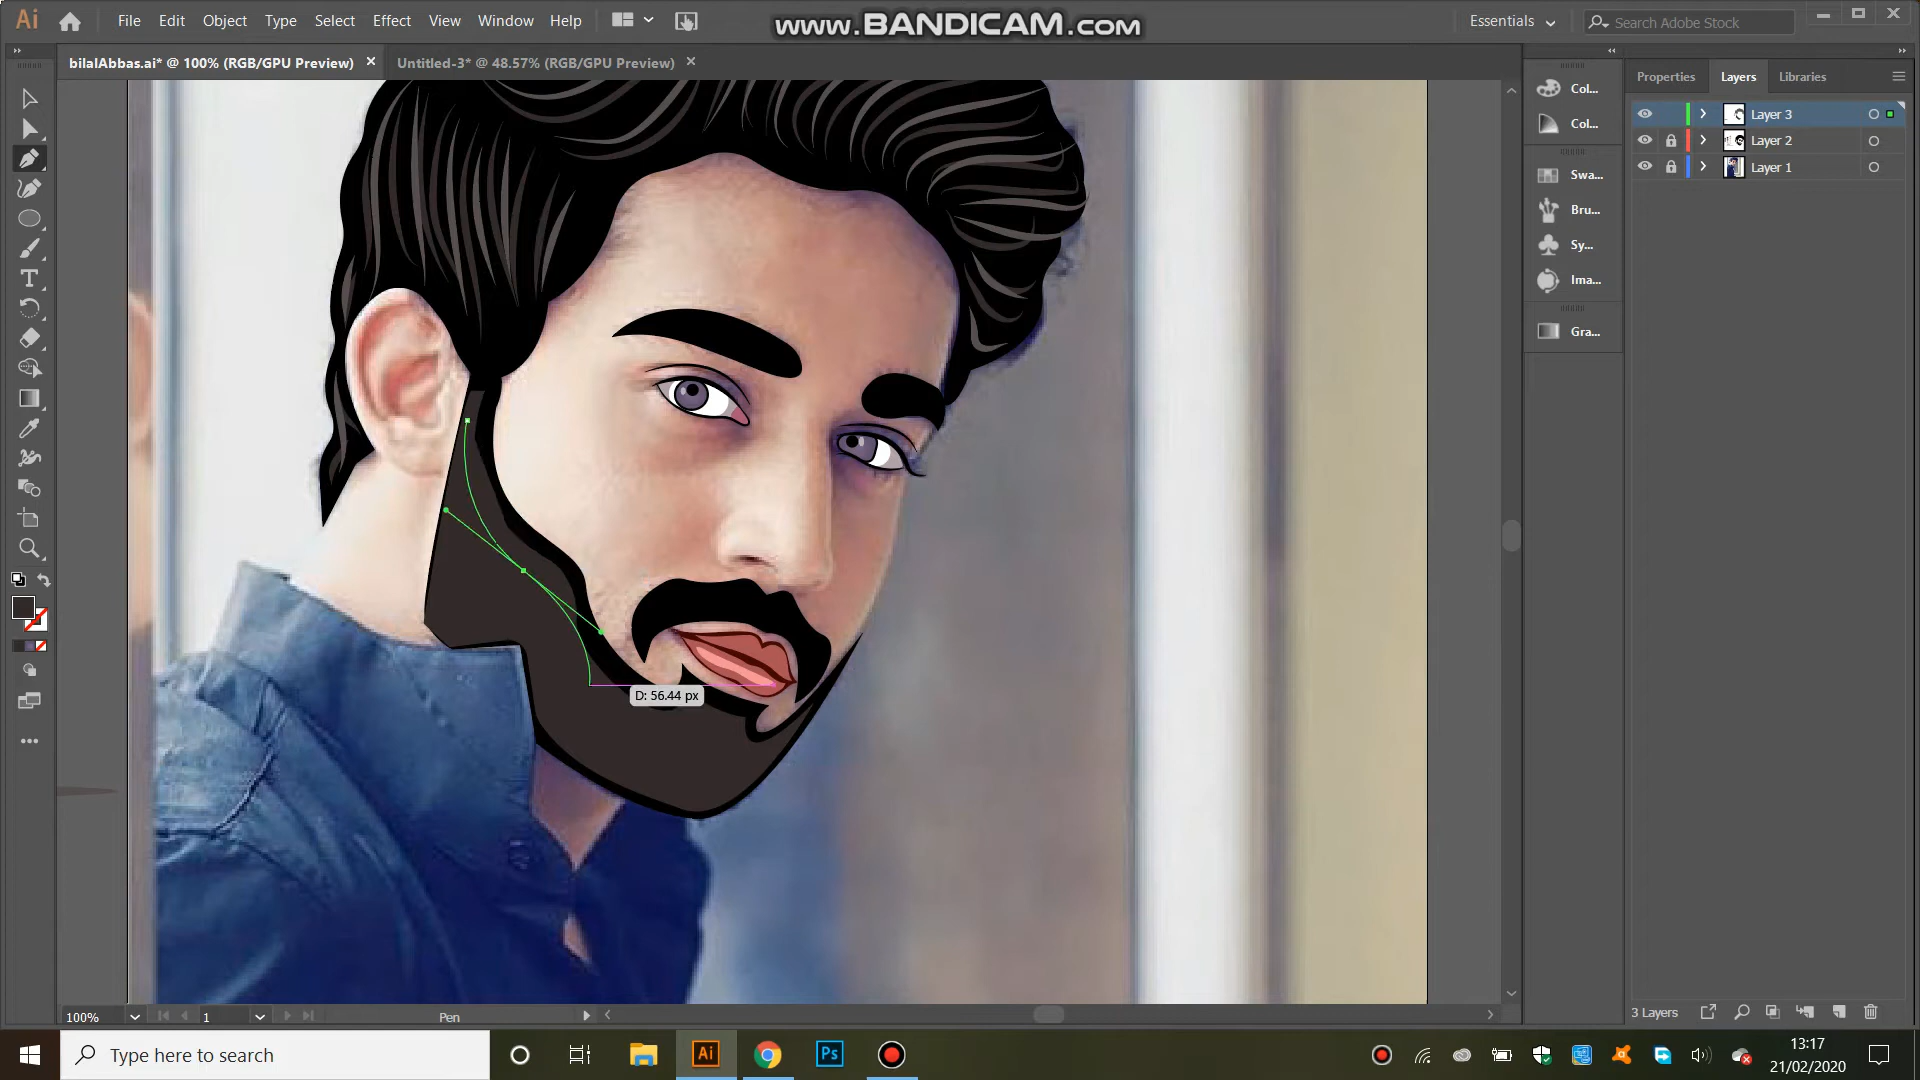 Ai File Edit Object Type Select Effect View Window Help www.BANDICAM.com Essentials Search Adobe Stock
bilalAbbas.ai* @ 100% (RGB/GPU Preview) × Untitled-3* @ 48.57% (RGB/GPU Preview) ×
Properties Layers Libraries
Col...
Layer 3
Col...
Layer 2
Layer 1
Swa...
Bru...
Sy...
Ima...
Gra...
D: 56.44 px
100% 1 Pen
3 Layers
Type here to search
Ai
Ps
13:17
21/02/2020